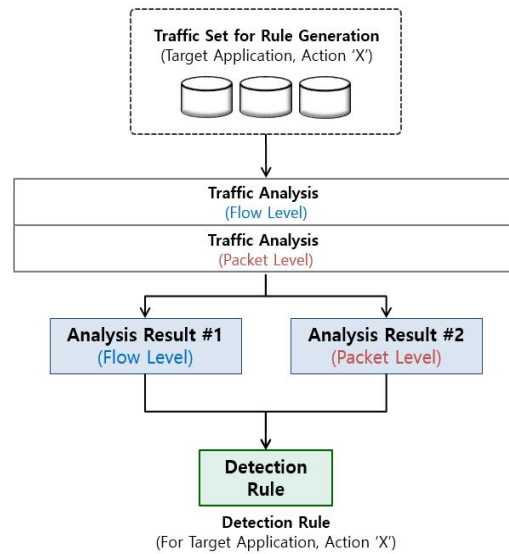 Traffic Set for Rule Generation
(Target Application, Action ‘X’)
Traffic Analysis
(Flow Level)
Traffic Analysis
(Packet Level)
Analysis Result #1
(Flow Level)
Analysis Result #2
(Packet Level)
Detection
Rule
Detection Rule
(For Target Application, Action ‘X’)